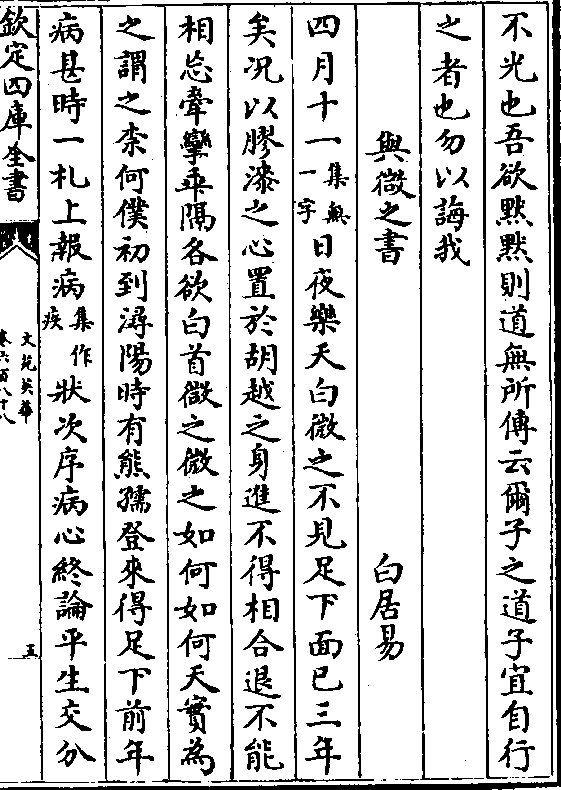 不光也吾欲黙黙則道無所傳云爾子之道子宜自行
之者也勿以誨我
與微之書 白居易
四月十一集無一字日夜樂天白微之不見足下面已三年
矣况以膠漆之心置於胡越之身進不得相合退不能
相忘牽攣乖隔各欲白首微之微之如何如何天實為
之謂之柰何僕初到潯陽時有熊孺登來得足下前年
病甚時一札上報病集作疾狀次序病心終論平生交分
欽定四庫全書
文苑英華
卷六百八十八
五